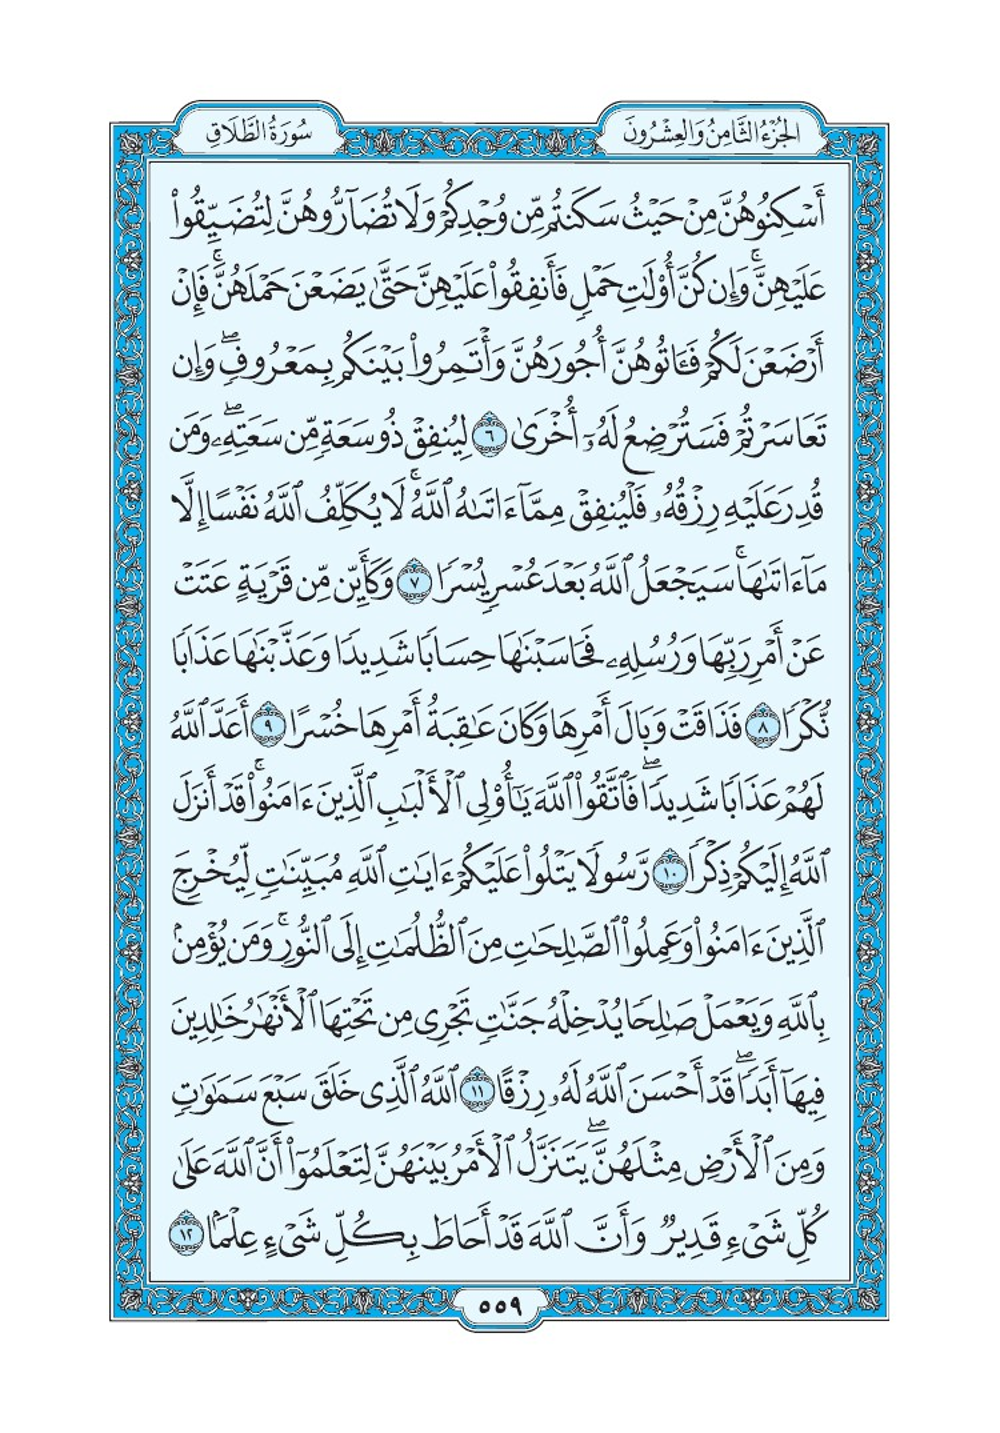 الجُزْءُ الثَّامِنُ وَالعِشْرُونَ
سُورَةُ الطَّلَاقِ
أَسْكِنُوهُنَّ مِنْ حَيْثُ سَكَنتُم مِّن وُجْدِكُمْ وَلَا تُضَآرُّوهُنَّ لِتُضَيِّقُوا۟
عَلَيْهِنَّ ۚ وَإِن كُنَّ أُو۟لَٰتِ حَمْلٍ فَأَنفِقُوا۟ عَلَيْهِنَّ حَتَّىٰ يَضَعْنَ حَمْلَهُنَّ ۚ فَإِنْ
أَرْضَعْنَ لَكُمْ فَـَٔاتُوهُنَّ أُجُورَهُنَّ وَأْتَمِرُوا۟ بَيْنَكُم بِمَعْرُوفٍ ۖ وَإِن
تَعَاسَرْتُمْ فَسَتُرْضِعُ لَهُۥٓ أُخْرَىٰ ٦ لِيُنفِقْ ذُو سَعَةٍ مِّن سَعَتِهِۦ ۖ وَمَن
قُدِرَ عَلَيْهِ رِزْقُهُۥ فَلْيُنفِقْ مِمَّآ ءَاتَىٰهُ ٱللَّهُ ۚ لَا يُكَلِّفُ ٱللَّهُ نَفْسًا إِلَّا
مَآ ءَاتَىٰهَا ۚ سَيَجْعَلُ ٱللَّهُ بَعْدَ عُسْرٍ يُسْرًا ٧ وَكَأَيِّن مِّن قَرْيَةٍ عَتَتْ
عَنْ أَمْرِ رَبِّهَا وَرُسُلِهِۦ فَحَاسَبْنَٰهَا حِسَابًا شَدِيدًا وَعَذَّبْنَٰهَا عَذَابًا
نُّكْرًا ٨ فَذَاقَتْ وَبَالَ أَمْرِهَا وَكَانَ عَٰقِبَةُ أَمْرِهَا خُسْرًا ٩ أَعَدَّ ٱللَّهُ
لَهُمْ عَذَابًا شَدِيدًا ۖ فَٱتَّقُوا۟ ٱللَّهَ يَٰٓأُو۟لِى ٱلْأَلْبَٰبِ ٱلَّذِينَ ءَامَنُوا۟ ۚ قَدْ أَنزَلَ
ٱللَّهُ إِلَيْكُمْ ذِكْرًا ١٠ رَّسُولًا يَتْلُوا۟ عَلَيْكُمْ ءَايَٰتِ ٱللَّهِ مُبَيِّنَٰتٍ لِّيُخْرِجَ
ٱلَّذِينَ ءَامَنُوا۟ وَعَمِلُوا۟ ٱلصَّٰلِحَٰتِ مِنَ ٱلظُّلُمَٰتِ إِلَى ٱلنُّورِ ۚ وَمَن يُؤْمِنۢ
بِٱللَّهِ وَيَعْمَلْ صَٰلِحًا يُدْخِلْهُ جَنَّٰتٍ تَجْرِى مِن تَحْتِهَا ٱلْأَنْهَٰرُ خَٰلِدِينَ
فِيهَآ أَبَدًا ۖ قَدْ أَحْسَنَ ٱللَّهُ لَهُۥ رِزْقًا ١١ ٱللَّهُ ٱلَّذِى خَلَقَ سَبْعَ سَمَٰوَٰتٍ
وَمِنَ ٱلْأَرْضِ مِثْلَهُنَّ ۖ يَتَنَزَّلُ ٱلْأَمْرُ بَيْنَهُنَّ لِتَعْلَمُوٓا۟ أَنَّ ٱللَّهَ عَلَىٰ
كُلِّ شَىْءٍ قَدِيرٌ وَأَنَّ ٱللَّهَ قَدْ أَحَاطَ بِكُلِّ شَىْءٍ عِلْمًۢا ١٢
٥٥٩